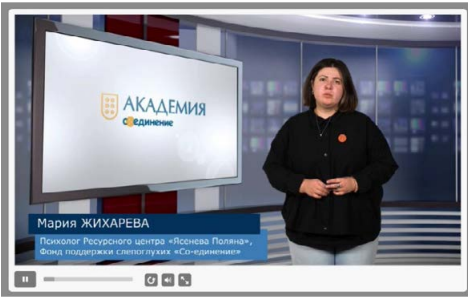 АКАДЕМИЯ
соединение
Мария ЖИХАРЕВА
Психолог Ресурсного центра «Ясенева Поляна»,
Фонд поддержки слепоглухих «Со-единение»